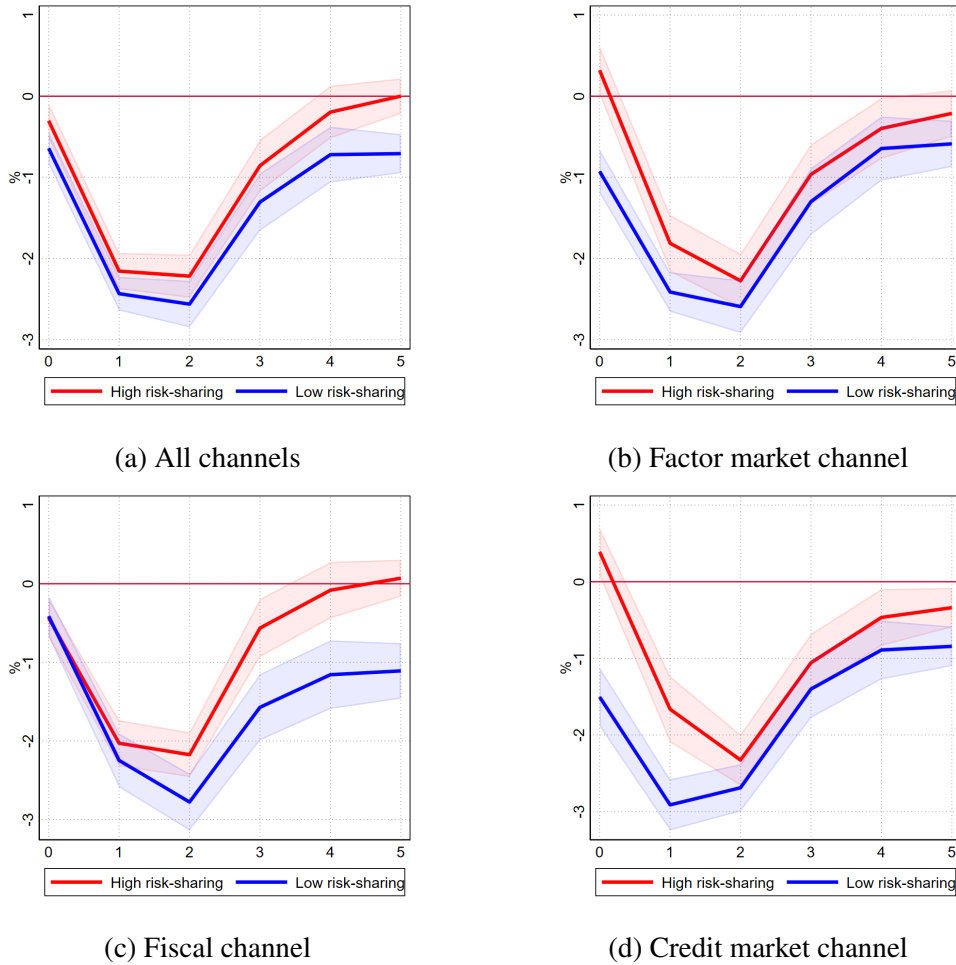 1
0
%
-1
-2
-3
0 1 2 3 4 5
High risk-sharing Low risk-sharing
(a) All channels
1
0
%
-1
-2
-3
0 1 2 3 4 5
High risk-sharing Low risk-sharing
(b) Factor market channel
1
0
%
-1
-2
-3
0 1 2 3 4 5
High risk-sharing Low risk-sharing
(c) Fiscal channel
1
0
%
-1
-2
-3
0 1 2 3 4 5
High risk-sharing Low risk-sharing
(d) Credit market channel